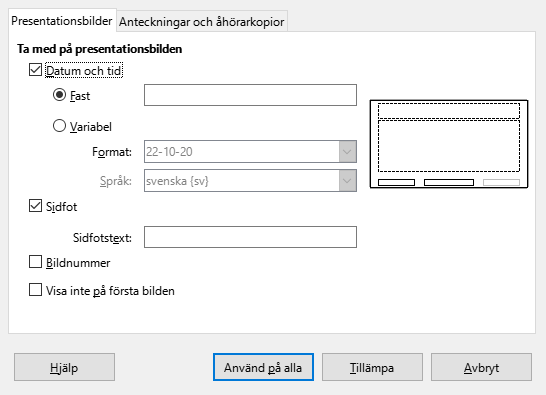 Presentationsbilder Anteckningar och åhörarkopior
Ta med på presentationsbilden
Datum och tid
Fast
Variabel
Format: 22-10-20
Språk: svenska {sv}
Sidfot
Sidfotstext:
Bildnummer
Visa inte på första bilden
Hjälp Använd på alla Tillämpa Avbryt